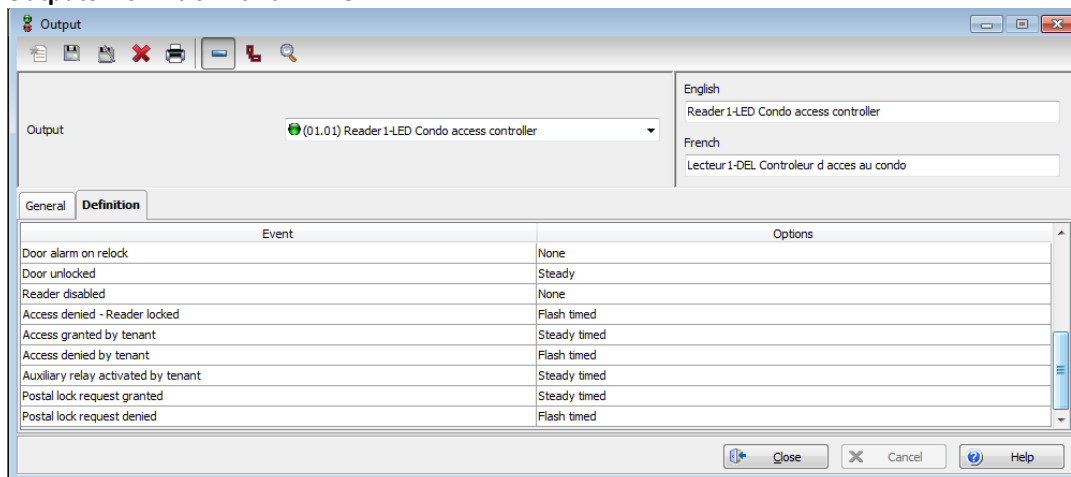 Output
English
Reader1-LED Condo access controller
Output
(01.01) Reader1-LED Condo access controller
French
Lecteur1-DEL Controleur d acces au condo
General Definition
Event Options
Door alarm on relock None
Door unlocked Steady
Reader disabled None
Access denied - Reader locked Flash timed
Access granted by tenant Steady timed
Access denied by tenant Flash timed
Auxiliary relay activated by tenant Steady timed
Postal lock request granted Steady timed
Postal lock request denied Flash timed
Close Cancel Help